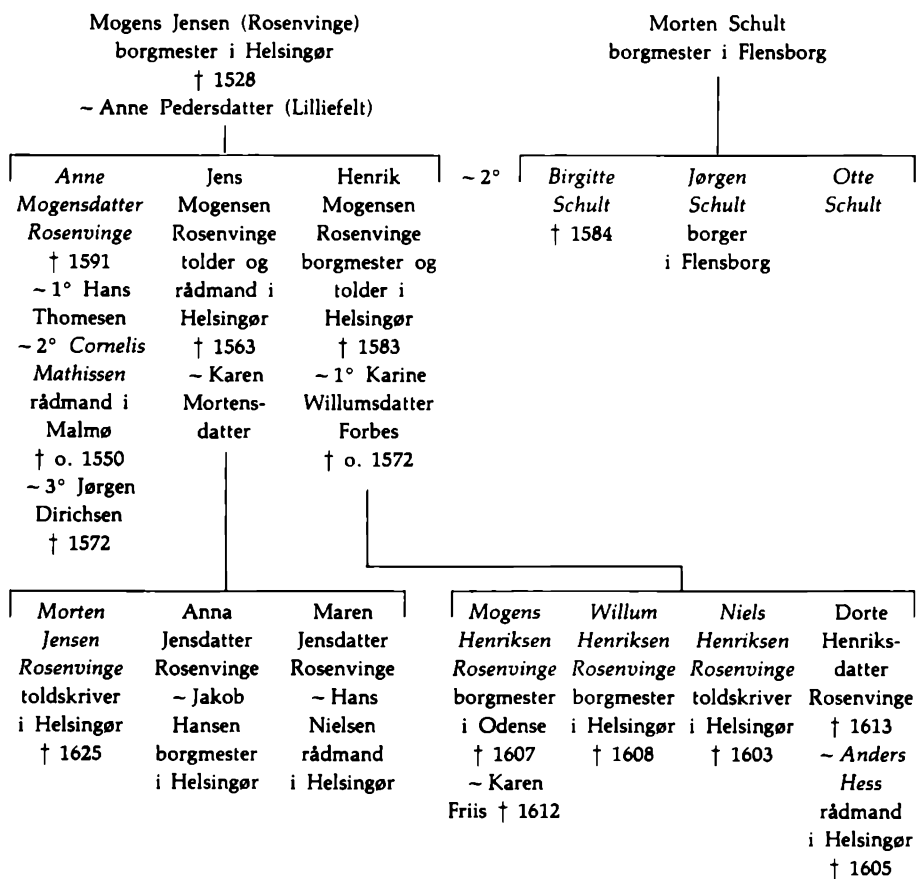 Mogens Jensen (Rosenvinge)
borgmester i Helsingør
† 1528
~ Anne Pedersdatter (Lilliefelt)
Morten Schult
borgmester i Flensborg
Anne
Mogensdatter
Rosenvinge
† 1591
~ 1° Hans
Thomesen
~ 2° Cornelis
Mathissen
rådmand i
Malmø
† o. 1550
~ 3° Jørgen
Dirichsen
† 1572
Jens
Mogensen
Rosenvinge
tolder og
rådmand i
Helsingør
† 1563
~ Karen
Mortens-
datter
Henrik
Mogensen
Rosenvinge
borgmester og
tolder i
Helsingør
† 1583
~ 1° Karine
Willumsdatter
Forbes
† o. 1572
~ 2°
Birgitte
Schult
† 1584
Jørgen
Schult
borger
i Flensborg
Otte
Schult
Morten
Jensen
Rosenvinge
toldskriver
i Helsingør
† 1625
Anna
Jensdatter
Rosenvinge
~ Jakob
Hansen
borgmester
i Helsingør
Maren
Jensdatter
Rosenvinge
~ Hans
Nielsen
rådmand
i Helsingør
Mogens
Henriksen
Rosenvinge
borgmester
i Odense
† 1607
~ Karen
Friis † 1612
Willum
Henriksen
Rosenvinge
borgmester
i Helsingør
† 1608
Niels
Henriksen
Rosenvinge
toldskriver
i Helsingør
† 1603
Dorte
Henriks-
datter
Rosenvinge
† 1613
~ Anders
Hess
rådmand
i Helsingør
† 1605